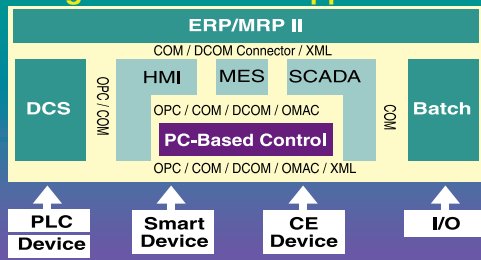 ERP/MRP II
COM / DCOM Connector / XML
HMI MES SCADA
DCS
OPC / COM
OPC / COM / DCOM / OMAC
COM
Batch
PC-Based Control
OPC / COM / DCOM / OMAC / XML
PLC
Device
Smart
Device
CE
Device
I/O